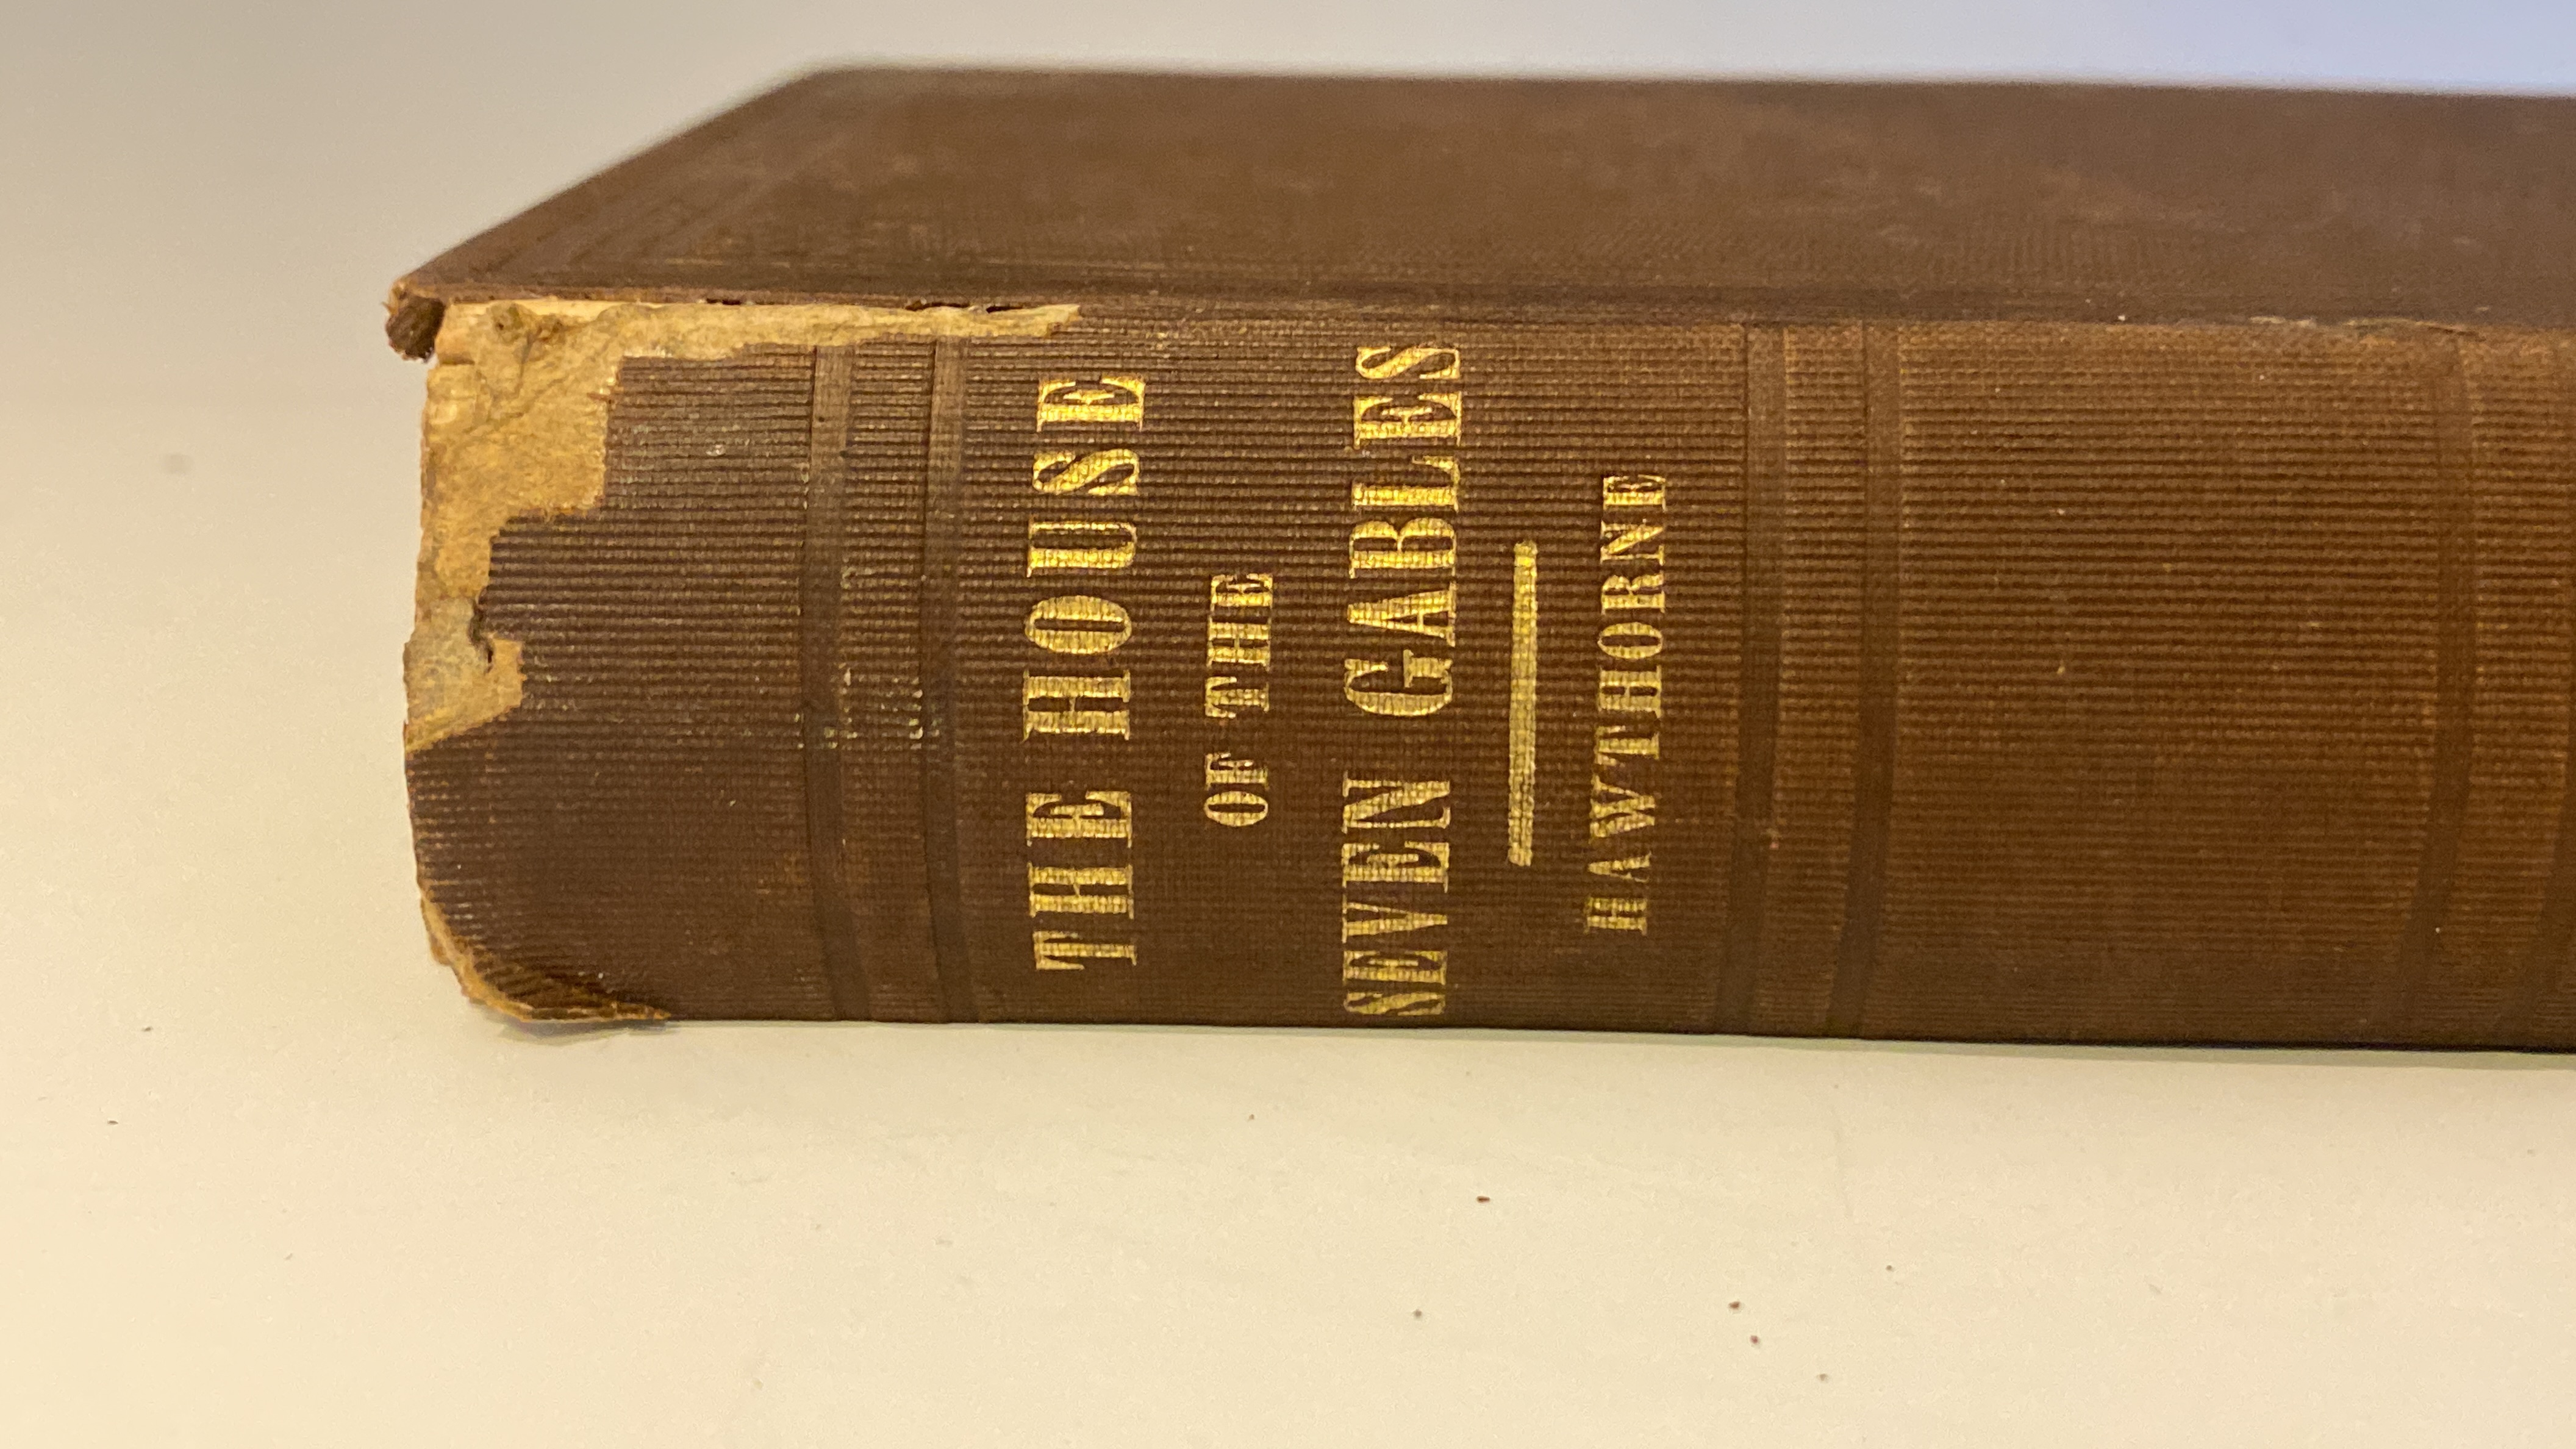 THE HOUSE
OF THE
SEVEN GABLES
HAWTHORNE